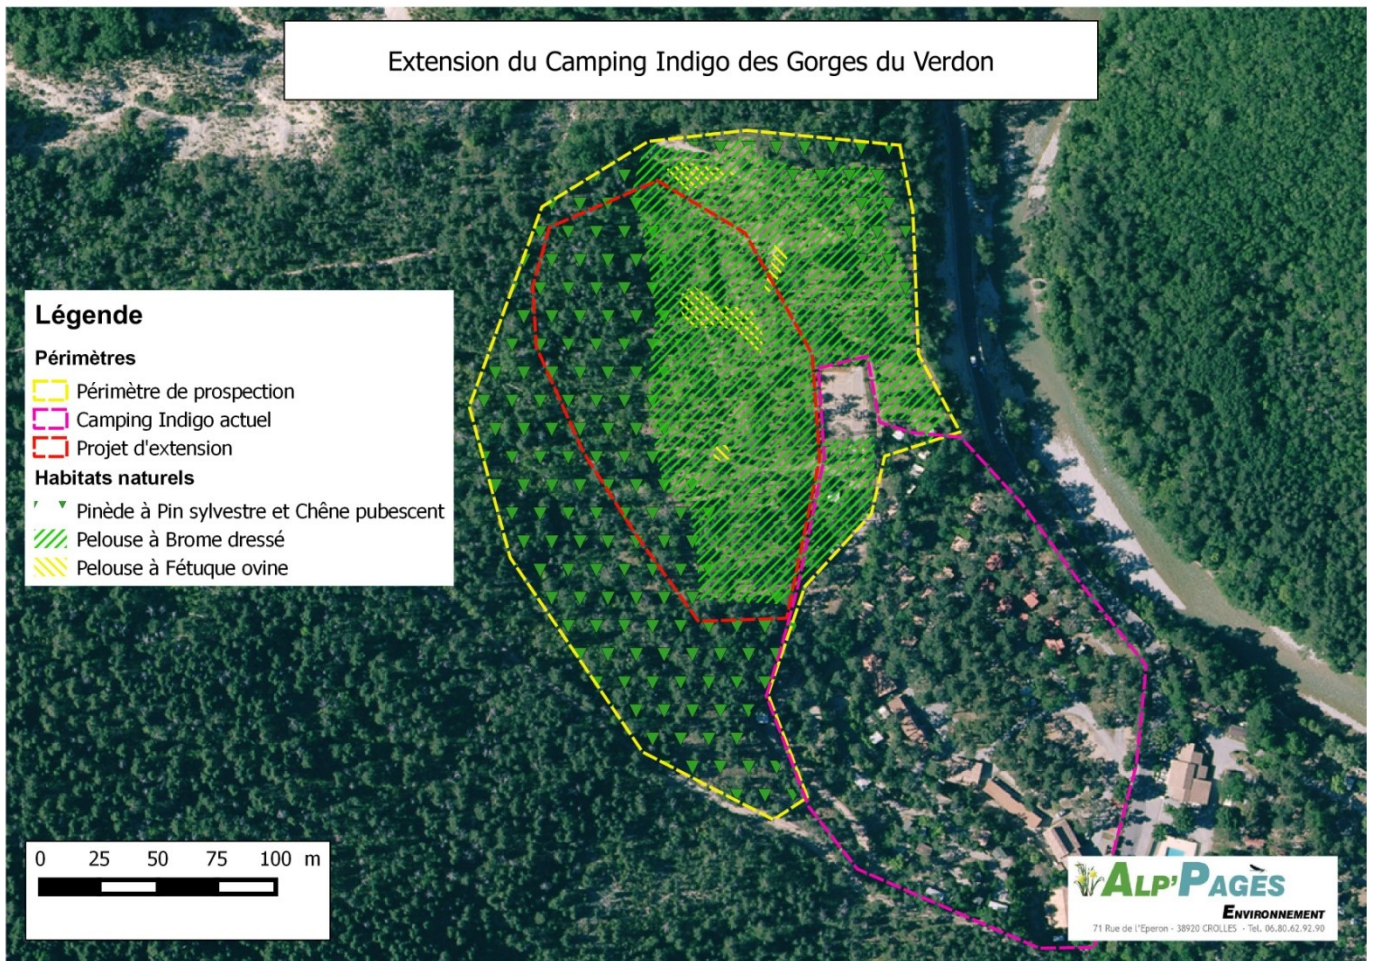 Extension du Camping Indigo des Gorges du Verdon
Légende
Périmètres
Périmètre de prospection
Camping Indigo actuel
Projet d'extension
Habitats naturels
Pinède à Pin sylvestre et Chêne pubescent
Pelouse à Brome dressé
Pelouse à Fétuque ovine
0 25 50 75 100 m
ALP'PAGÈS
ENVIRONNEMENT
71 Rue de l'Eperon - 38920 CROLLES - Tel. 06.80.62.92.90